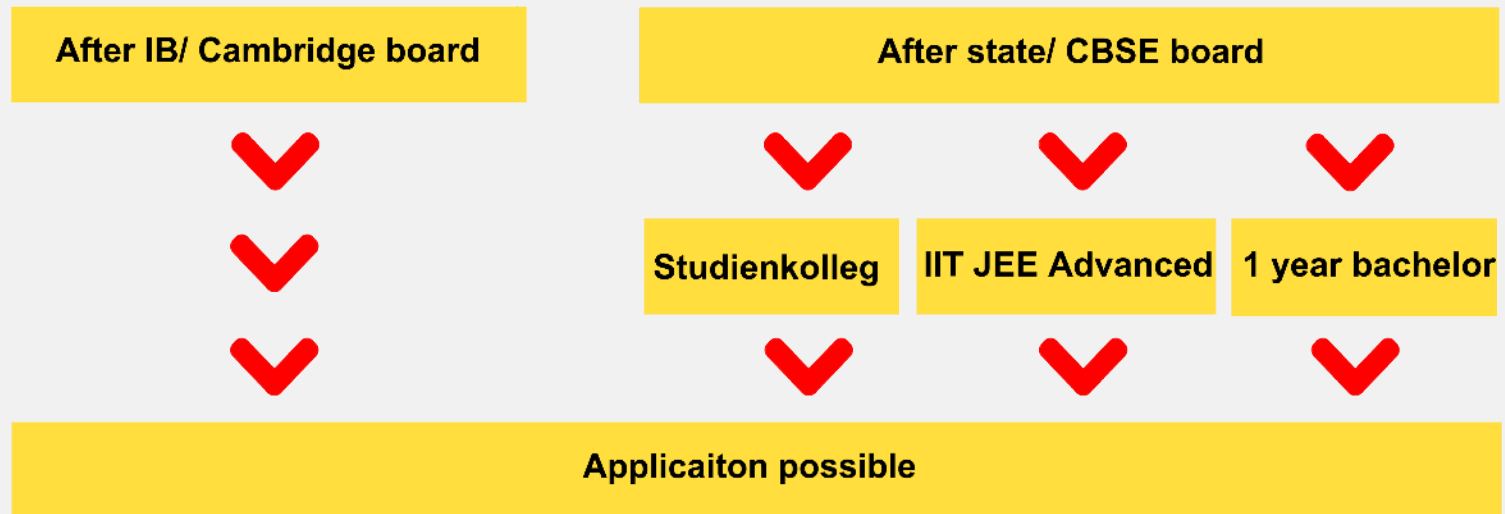 After IB/ Cambridge board
After state/ CBSE board
Studienkolleg
IIT JEE Advanced
1 year bachelor
Applicaiton possible